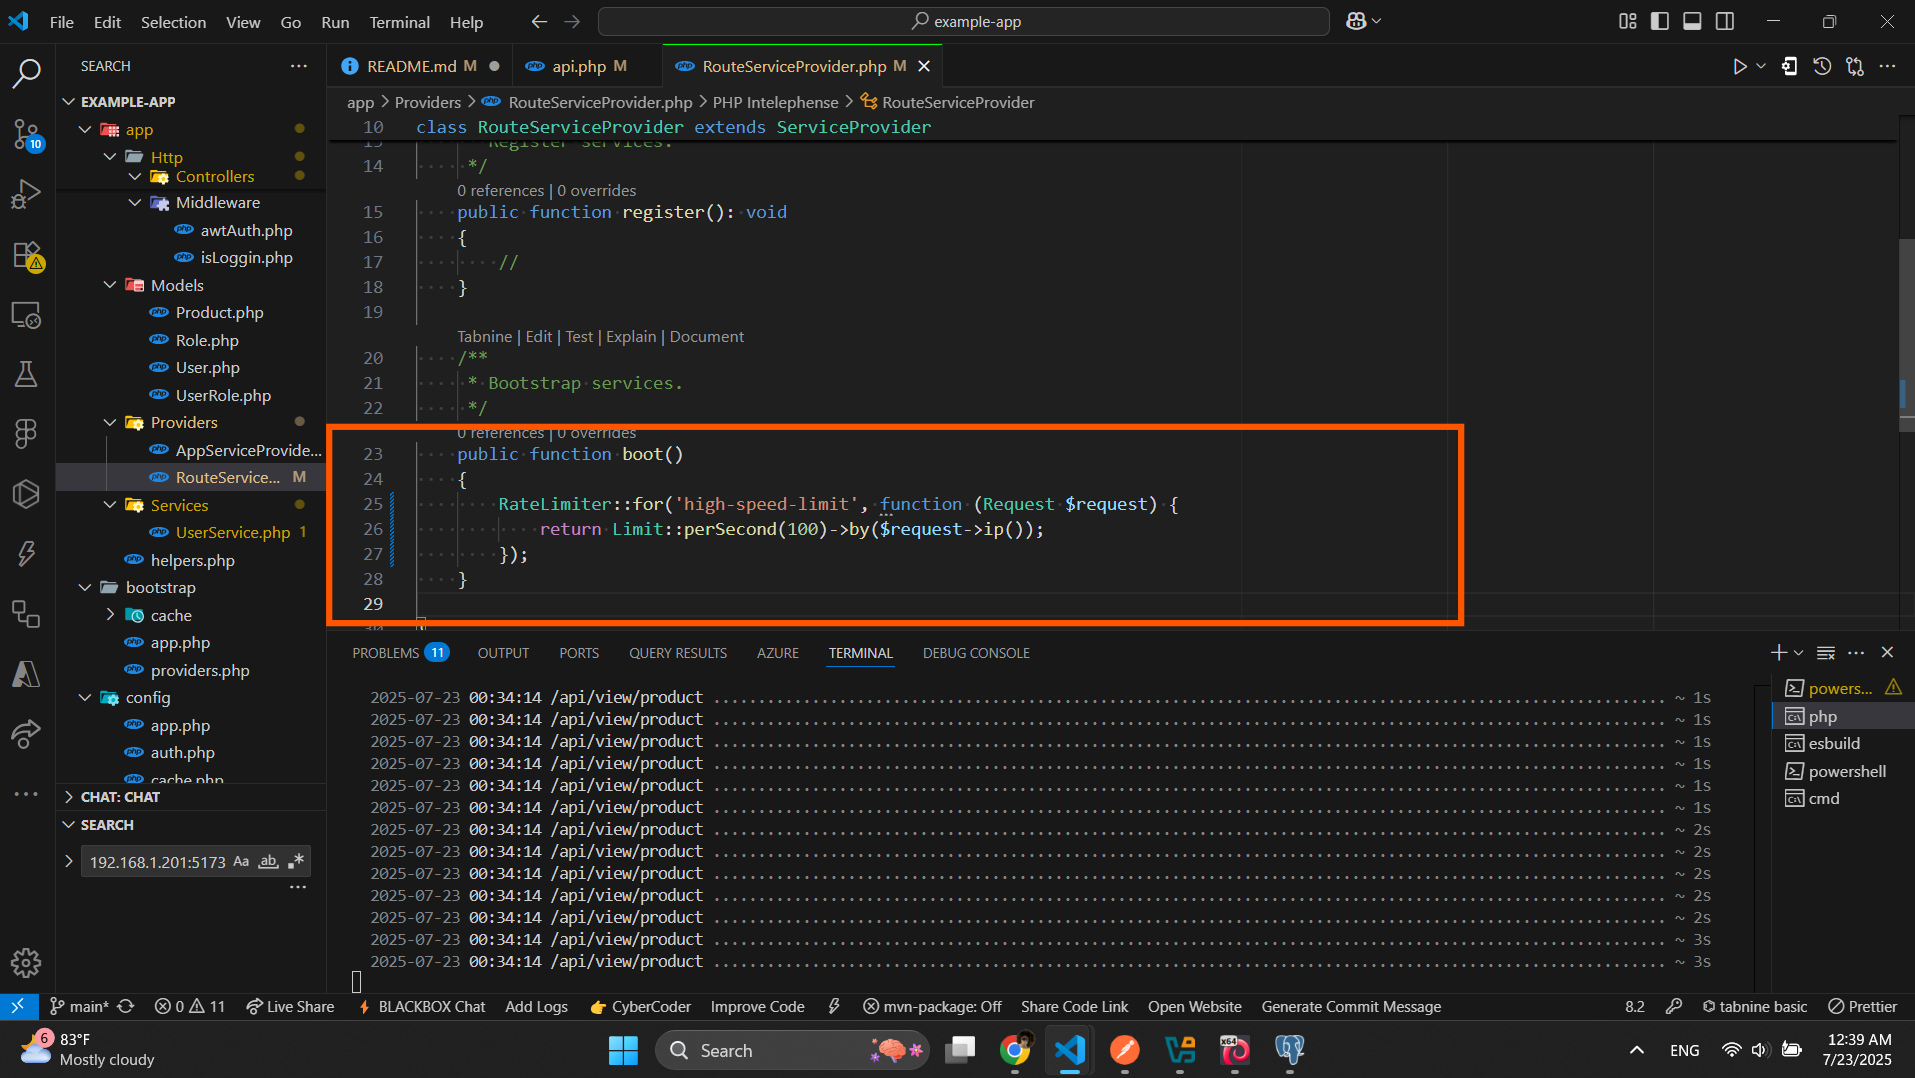 File Edit Selection View Go Run Terminal Help
example-app
SEARCH
README.md M
api.php M
RouteServiceProvider.php M
EXAMPLE-APP
app
Http
Controllers
Middleware
awtAuth.php
isLoggin.php
Models
Product.php
Role.php
User.php
UserRole.php
Providers
AppServiceProvide...
RouteService... M
Services
UserService.php 1
helpers.php
bootstrap
cache
app.php
providers.php
config
app.php
auth.php
cache.php
CHAT: CHAT
SEARCH
192.168.1.201:5173 Aa ab .*
10
app > Providers > RouteServiceProvider.php > PHP Intelephense > RouteServiceProvider
10 class RouteServiceProvider extends ServiceProvider
13 Register services.
14 */
0 references | 0 overrides
15 public function register(): void
16 {
17 //
18 }
19
Tabnine | Edit | Test | Explain | Document
20 /**
21 * Bootstrap services.
22 */
0 references | 0 overrides
23 public function boot()
24 {
25 RateLimiter::for('high-speed-limit', function (Request $request) {
26 return Limit::perSecond(100)->by($request->ip());
27 });
28 }
29
30 }
PROBLEMS 11 OUTPUT PORTS QUERY RESULTS AZURE TERMINAL DEBUG CONSOLE
2025-07-23 00:34:14 /api/view/product ~ 1s
2025-07-23 00:34:14 /api/view/product ~ 1s
2025-07-23 00:34:14 /api/view/product ~ 1s
2025-07-23 00:34:14 /api/view/product ~ 1s
2025-07-23 00:34:14 /api/view/product ~ 1s
2025-07-23 00:34:14 /api/view/product ~ 1s
2025-07-23 00:34:14 /api/view/product ~ 2s
2025-07-23 00:34:14 /api/view/product ~ 2s
2025-07-23 00:34:14 /api/view/product ~ 2s
2025-07-23 00:34:14 /api/view/product ~ 2s
2025-07-23 00:34:14 /api/view/product ~ 2s
2025-07-23 00:34:14 /api/view/product ~ 3s
2025-07-23 00:34:14 /api/view/product ~ 3s
powers...
php
esbuild
powershell
cmd
main* 0 11 Live Share BLACKBOX Chat Add Logs CyberCoder Improve Code mvn-package: Off Share Code Link Open Website Generate Commit Message 8.2 tabnine basic Prettier
6 83°F
Mostly cloudy
Search
x64
ENG
12:39 AM
7/23/2025